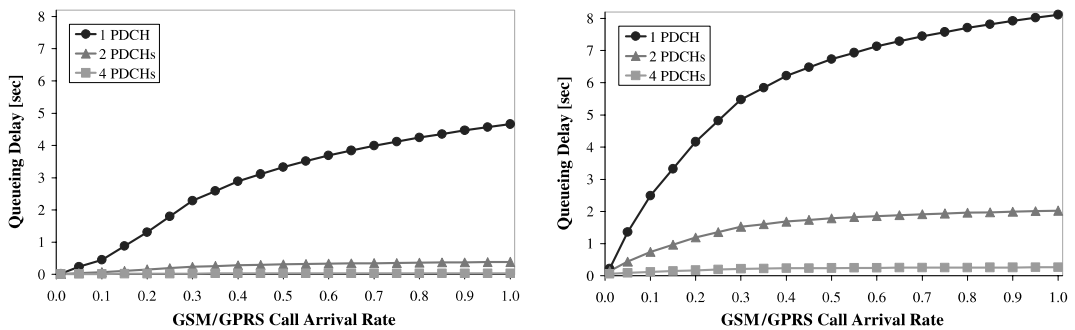 8
7
6
5
4
3
2
1
0
Queueing Delay [sec]
1 PDCH
2 PDCHs
4 PDCHs
0.0 0.1 0.2 0.3 0.4 0.5 0.6 0.7 0.8 0.9 1.0
GSM/GPRS Call Arrival Rate
8
7
6
5
4
3
2
1
0
Queueing Delay [sec]
1 PDCH
2 PDCHs
4 PDCHs
0.0 0.1 0.2 0.3 0.4 0.5 0.6 0.7 0.8 0.9 1.0
GSM/GPRS Call Arrival Rate